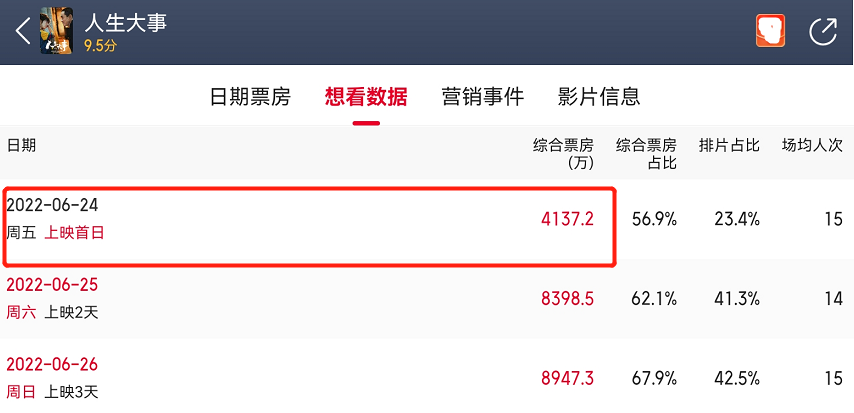 人生大事
9.5分
人生大事
日期票房 想看数据 营销事件 影片信息
日期 综合票房 综合票房 排片占比 场均人次
(万) 占比
2022-06-24
周五 上映首日 4137.2 56.9% 23.4% 15
2022-06-25
周六 上映2天 8398.5 62.1% 41.3% 14
2022-06-26
周日 上映3天 8947.3 67.9% 42.5% 15